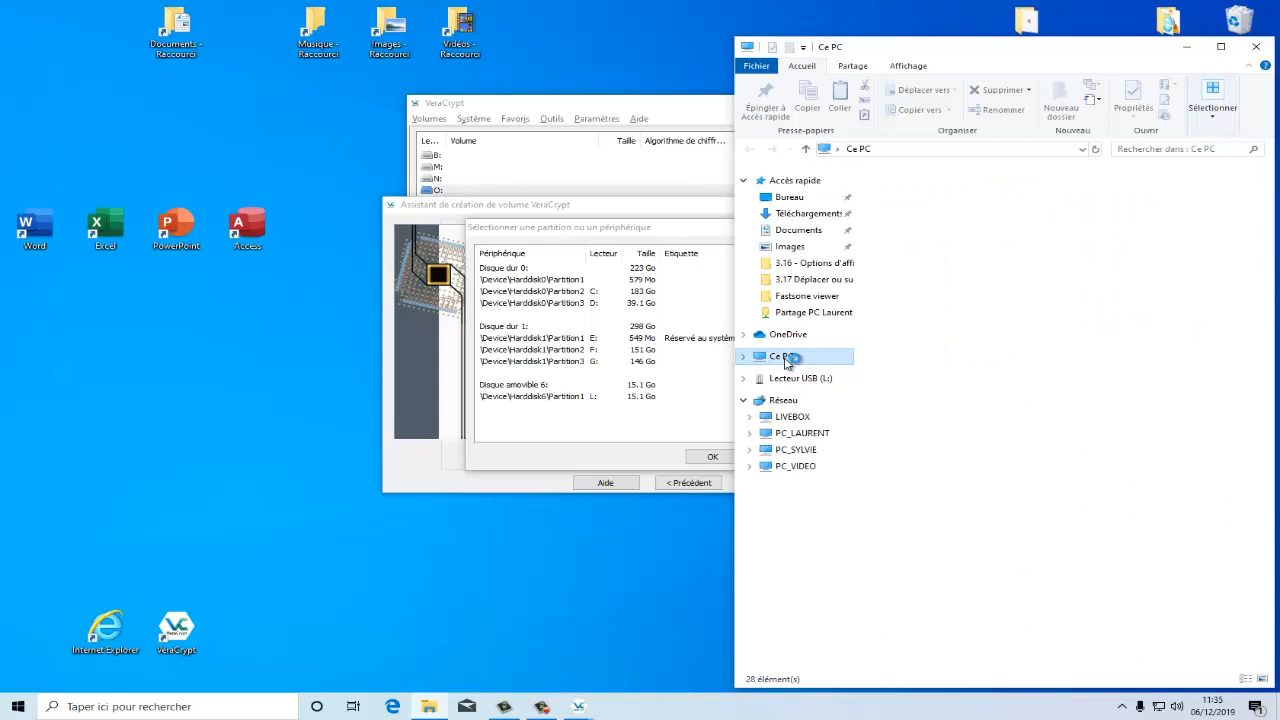 Documents -
Raccourci
Musique -
Raccourci
Images -
Raccourci
Vidéos -
Raccourci
Word
Excel
PowerPoint
Access
Internet Explorer
VeraCrypt
VeraCrypt
Volumes Système Favoris Outils Paramètres Aide
Le... Volume Taille Algorithme de chiffr...
B:
M:
N:
O:
Assistant de création de volume VeraCrypt
Sélectionner une partition ou un périphérique
Périphérique Lecteur Taille Etiquette
Disque dur 0: 223 Go
\Device\Harddisk0\Partition1 579 Mo
\Device\Harddisk0\Partition2 C: 183 Go
\Device\Harddisk0\Partition3 D: 39.1 Go
Disque dur 1: 298 Go
\Device\Harddisk1\Partition1 E: 549 Mo Réservé au systèm
\Device\Harddisk1\Partition2 F: 151 Go
\Device\Harddisk1\Partition3 G: 146 Go
Disque amovible 6: 15.1 Go
\Device\Harddisk6\Partition1 L: 15.1 Go
OK
Aide < Précédent
Ce PC
Fichier Accueil Partage Affichage
Épingler à
Accès rapide
Copier
Coller
Presse-papiers
Déplacer vers
Copier vers
Supprimer
Renommer
Organiser
Nouveau
dossier
Nouveau
Propriétés
Ouvrir
Sélectionner
Ce PC
Rechercher dans : Ce PC
Accès rapide
Bureau
Téléchargements
Documents
Images
3.16 - Options d'affi
3.17 Déplacer ou su
Fastsone viewer
Partage PC Laurent
OneDrive
Ce PC
Lecteur USB (L:)
Réseau
LIVEBOX
PC_LAURENT
PC_SYLVIE
PC_VIDEO
28 élément(s)
Taper ici pour rechercher
11:35
06/12/2019